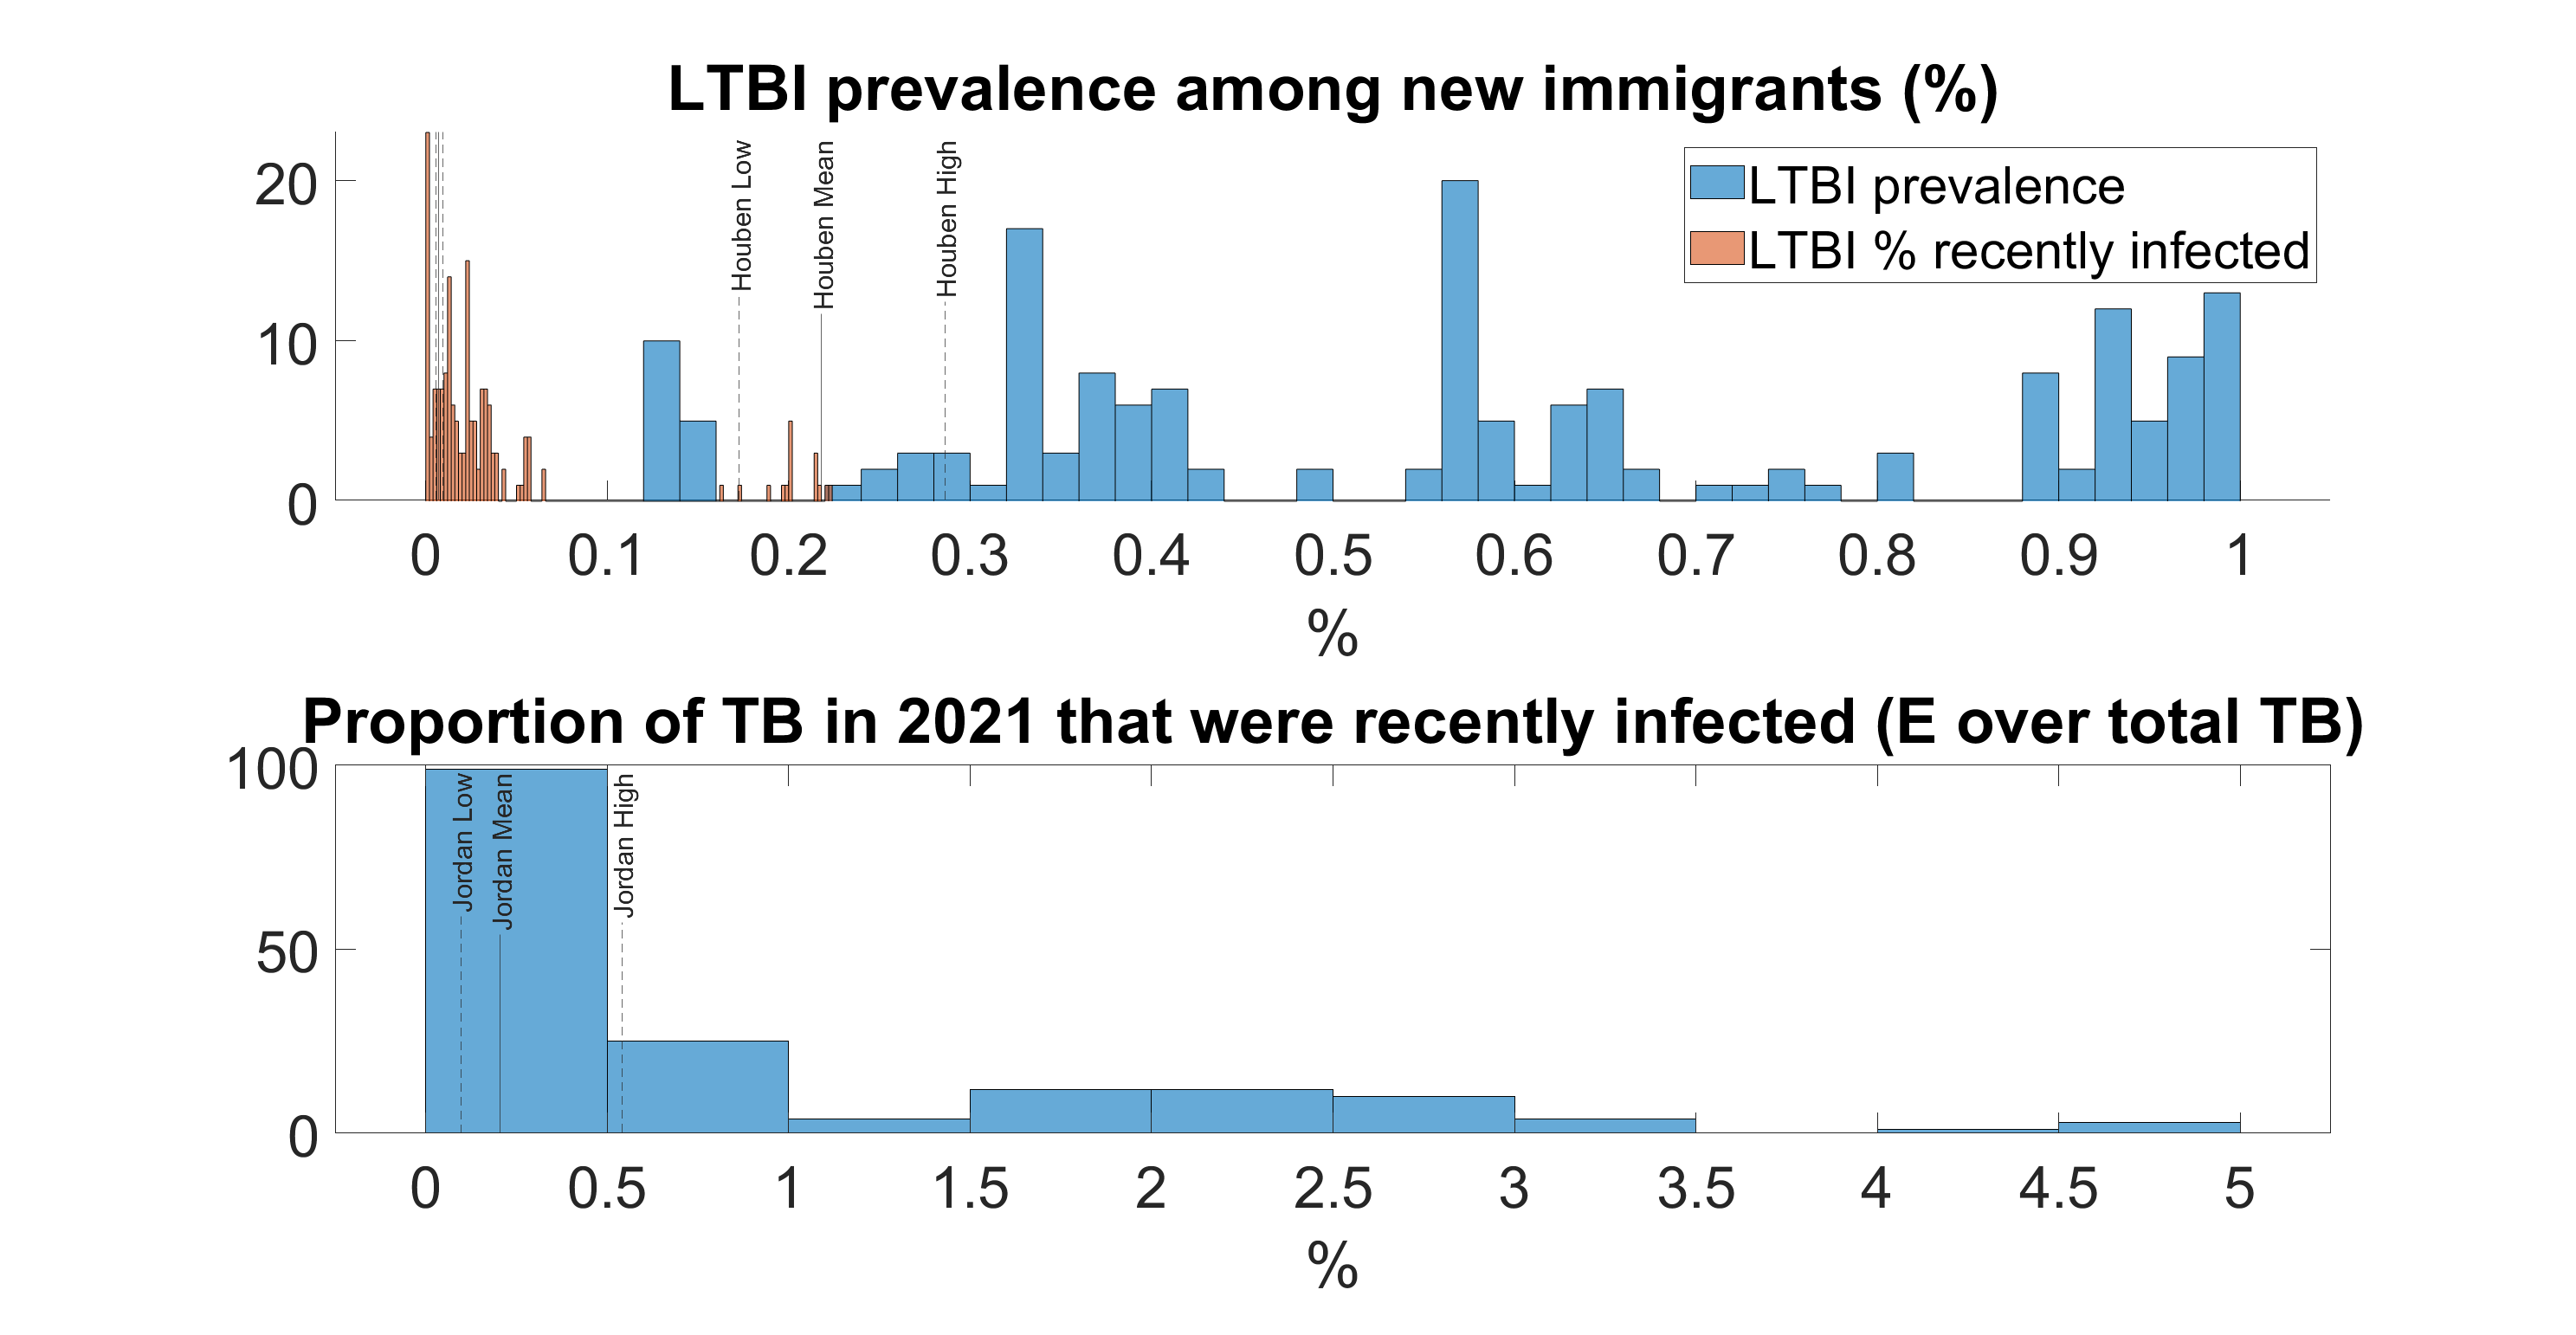 LTBI prevalence among new immigrants (%)
20
10
0
Houben Low
Houben Mean
Houben High
LTBI prevalence
LTBI % recently infected
0 0.1 0.2 0.3 0.4 0.5 0.6 0.7 0.8 0.9 1
%
Proportion of TB in 2021 that were recently infected (E over total TB)
100
50
0
Jordan Low
Jordan Mean
Jordan High
0 0.5 1 1.5 2 2.5 3 3.5 4 4.5 5
%